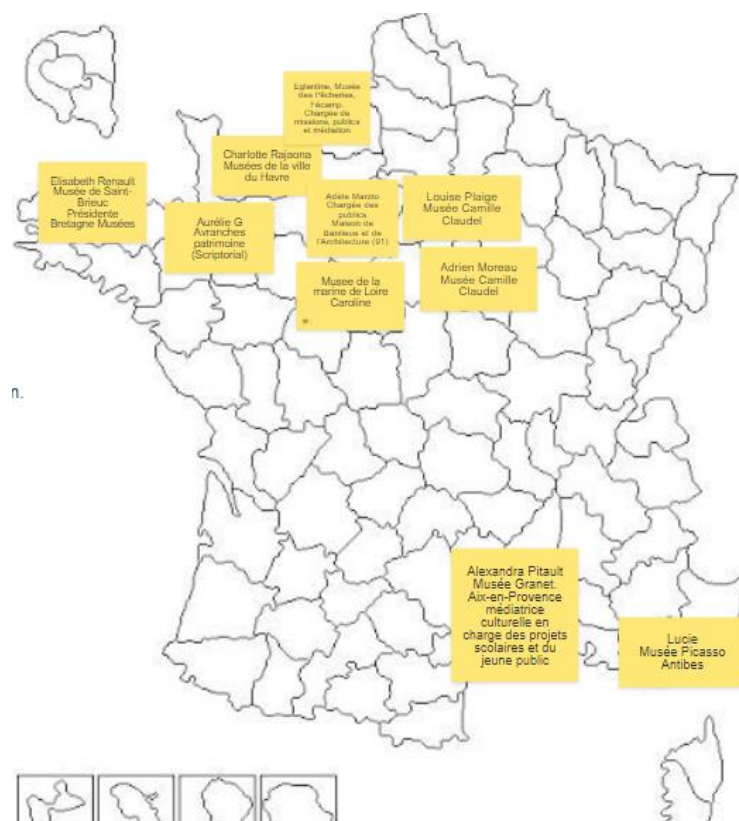 Eglantine, Musée
des Pêcheries,
Fécamp.
Chargée de
missions, publics
et médiation
Charlotte Rajaona
Musées de la ville
du Havre
Elisabeth Renault
Musée de Saint-
Brieuc
Présidente
Bretagne Musées
Aurélie G
Avranches
patrimoine
(Scriptorial)
Adèle
Chargée des
publics
Maison de
Banlieue et de
l'Architecture (91)
Louise Plaige
Musée Camille
Claudel
Adrien Moreau
Musée Camille
Claudel
Musee de la
marine de Loire
Caroline
n.
Alexandra Pitault
Musée Granet.
Aix-en-Provence
médiatrice
culturelle en
charge des projets
scolaires et du
jeune public
Lucie
Musée Picasso
Antibes